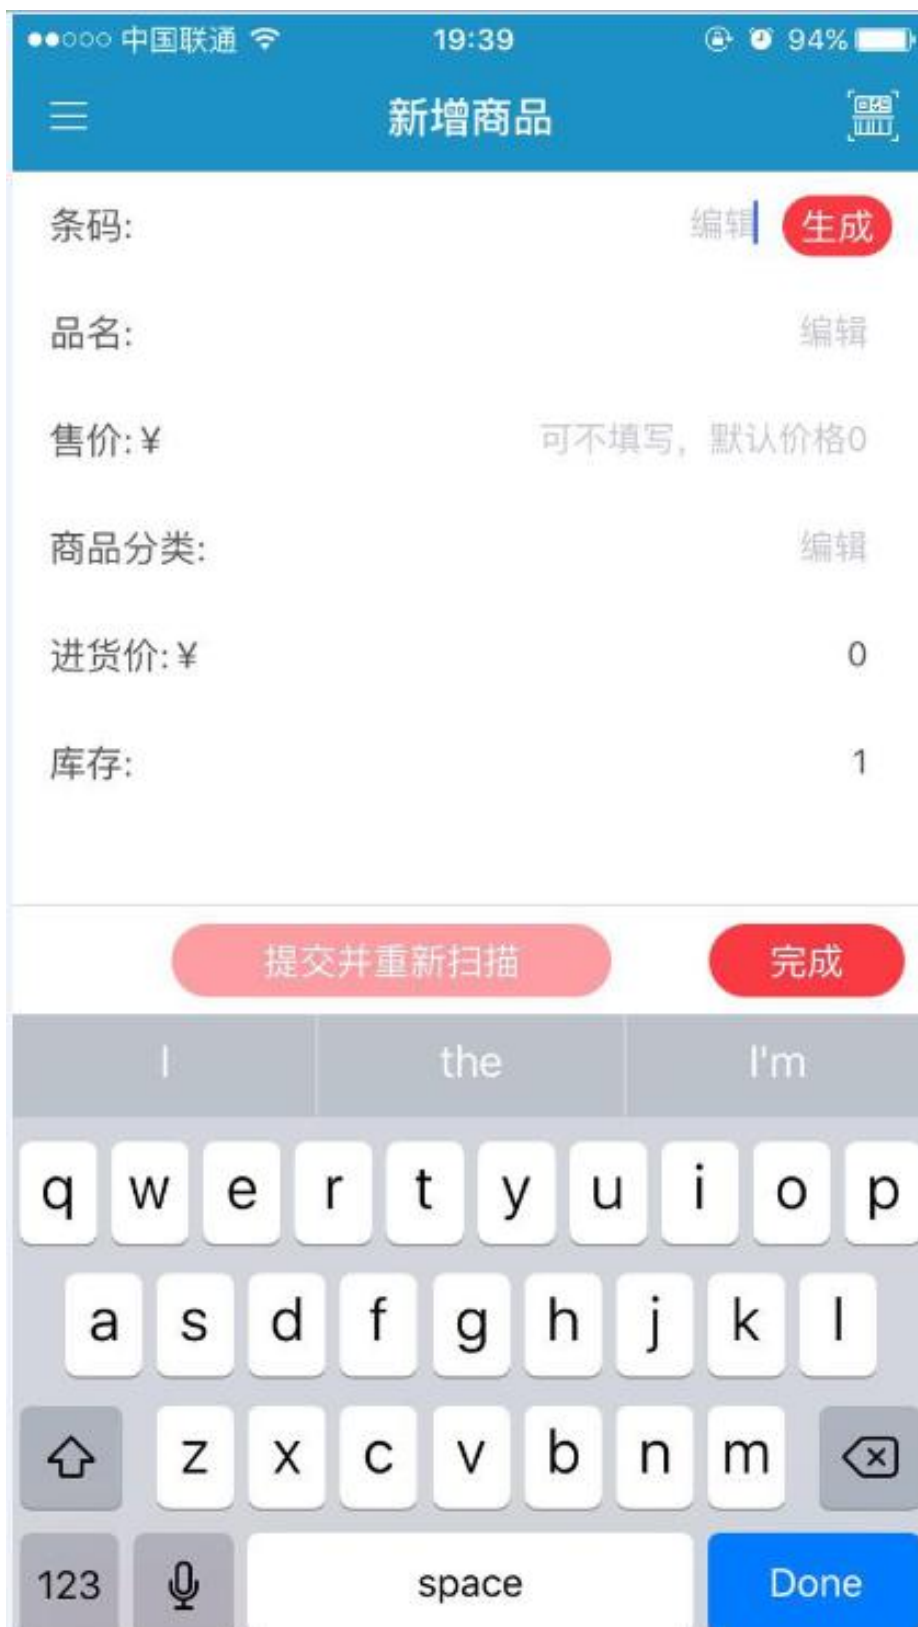 中国联通 19:39 94%
新增商品
条码: 编辑 生成
品名: 编辑
售价:¥ 可不填写，默认价格0
商品分类: 编辑
进货价:¥ 0
库存: 1
提交并重新扫描 完成
I the I'm
q w e r t y u i o p
a s d f g h j k l
z x c v b n m
123 space Done